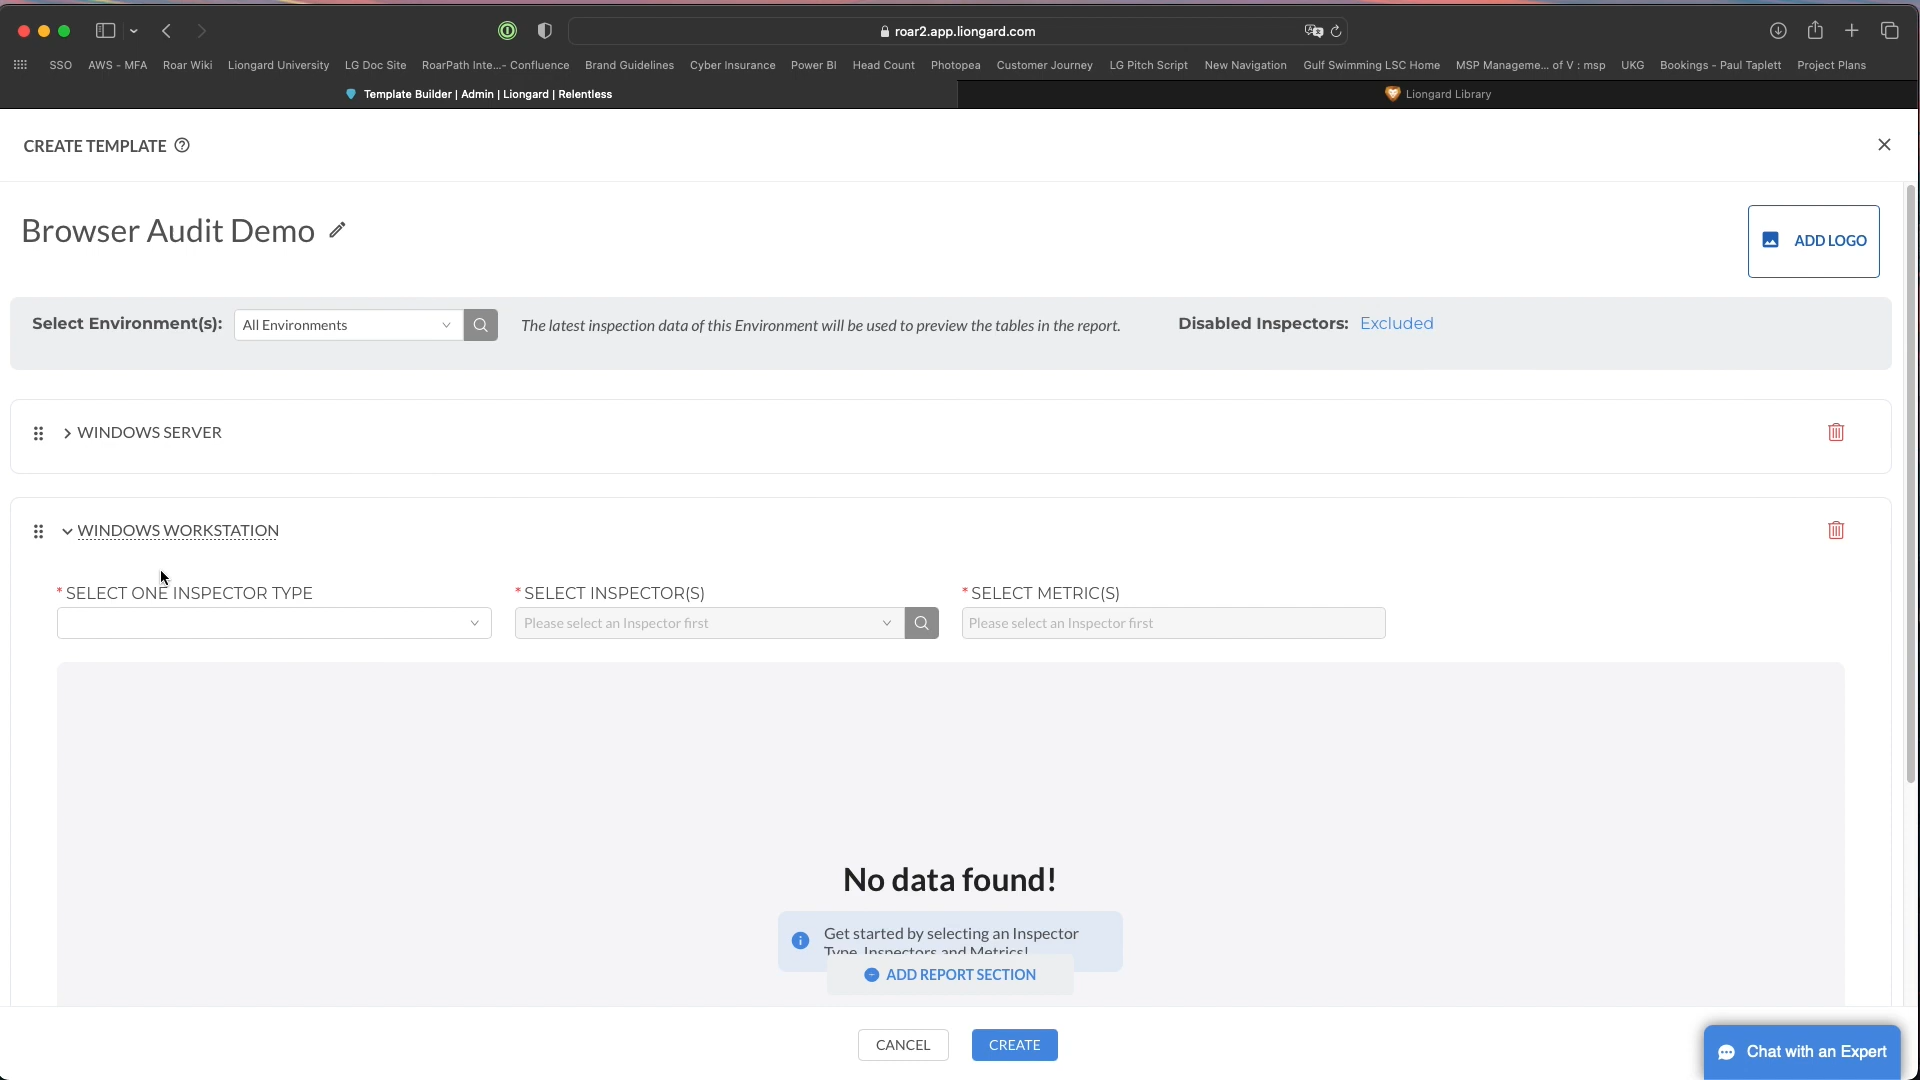 roar2.app.liongard.com
SSO AWS - MFA Roar Wiki Liongard University LG Doc Site RoarPath Inte...- Confluence Brand Guidelines Cyber Insurance Power BI Head Count Photopea Customer Journey LG Pitch Script New Navigation Gulf Swimming LSC Home MSP Manageme... of V : msp UKG Bookings - Paul Taplett Project Plans
Template Builder | Admin | Liongard | Relentless Liongard Library
CREATE TEMPLATE
Browser Audit Demo
ADD LOGO
Select Environment(s): All Environments The latest inspection data of this Environment will be used to preview the tables in the report. Disabled Inspectors: Excluded
WINDOWS SERVER
WINDOWS WORKSTATION
* SELECT ONE INSPECTOR TYPE * SELECT INSPECTOR(S) * SELECT METRIC(S)
Please select an Inspector first Please select an Inspector first
No data found!
Get started by selecting an Inspector
Type, Inspectors and Metrics!
ADD REPORT SECTION
CANCEL CREATE
Chat with an Expert